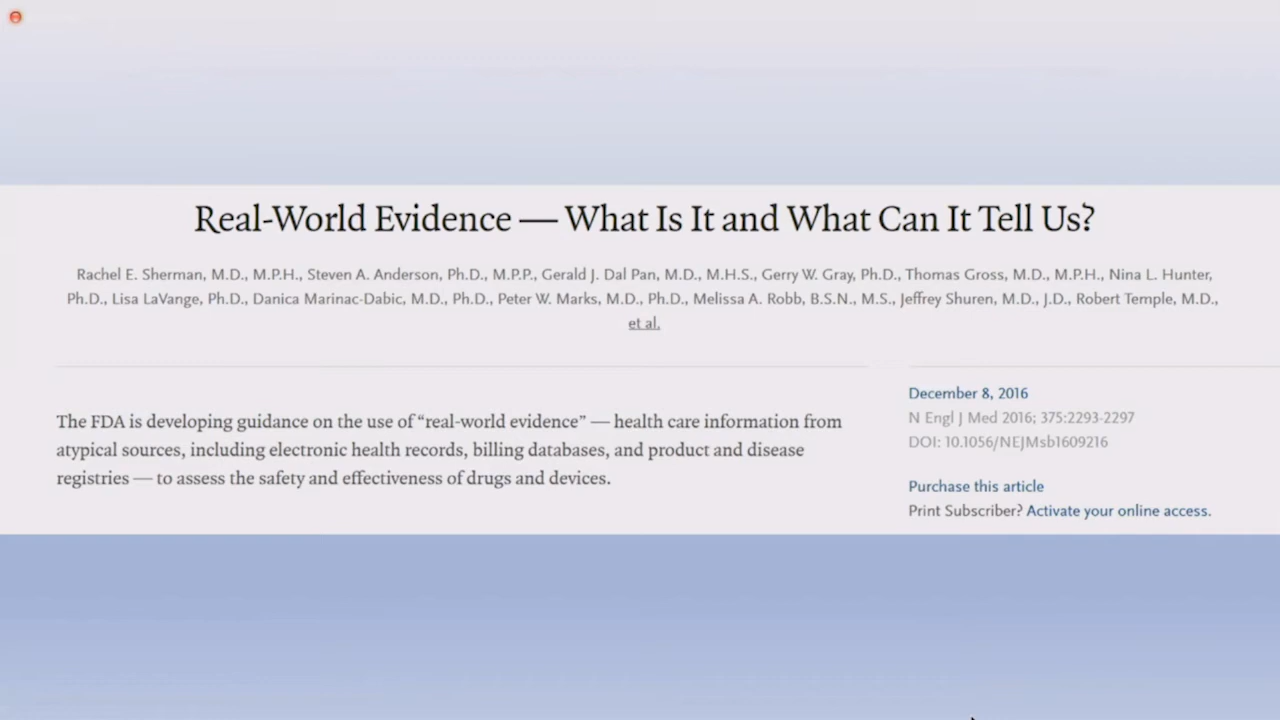 Real-World Evidence — What Is It and What Can It Tell Us?
Rachel E. Sherman, M.D., M.P.H., Steven A. Anderson, Ph.D., M.P.P., Gerald J. Dal Pan, M.D., M.H.S., Gerry W. Gray, Ph.D., Thomas Gross, M.D., M.P.H., Nina L. Hunter,
Ph.D., Lisa LaVange, Ph.D., Danica Marinac-Dabic, M.D., Ph.D., Peter W. Marks, M.D., Ph.D., Melissa A. Robb, B.S.N., M.S., Jeffrey Shuren, M.D., J.D., Robert Temple, M.D.,
et al.
The FDA is developing guidance on the use of “real-world evidence” — health care information from
atypical sources, including electronic health records, billing databases, and product and disease
registries — to assess the safety and effectiveness of drugs and devices.
December 8, 2016
N Engl J Med 2016; 375:2293-2297
DOI: 10.1056/NEJMsb1609216
Purchase this article
Print Subscriber? Activate your online access.